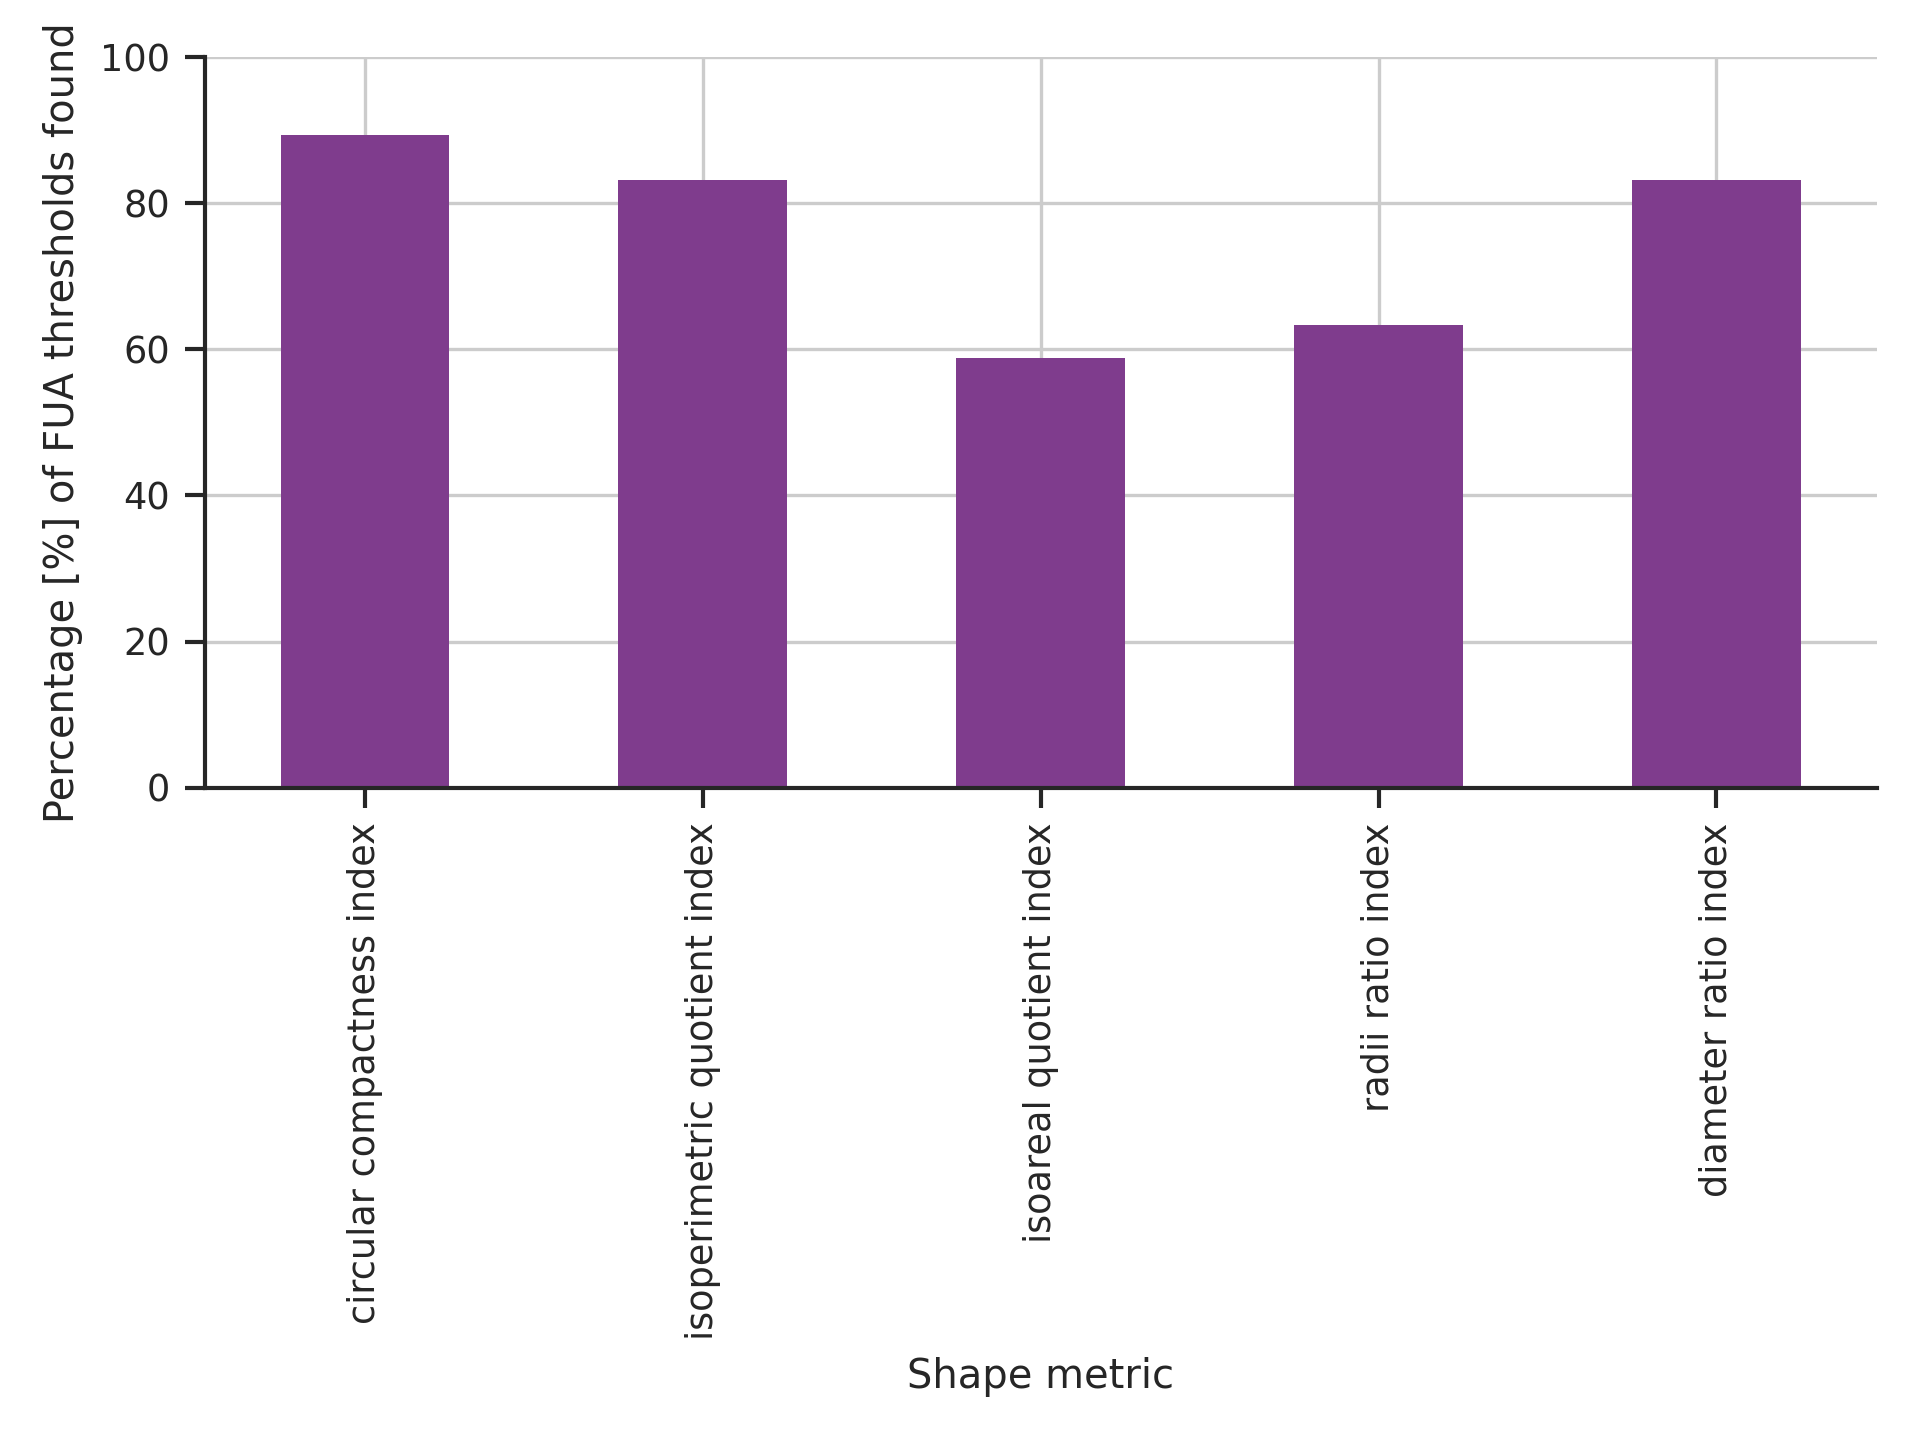 Percentage [%] of FUA thresholds found
100
80
60
40
20
0
circular compactness index
isoperimetric quotient index
isoareal quotient index
radii ratio index
diameter ratio index
Shape metric